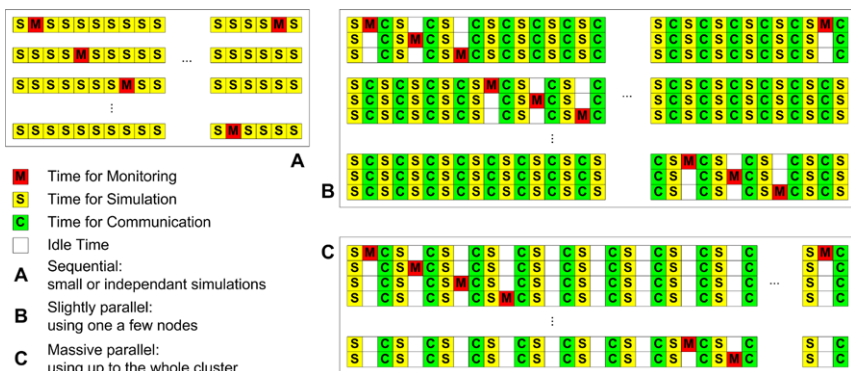 S M S S S S S S S S S S S S M S
S S S S M S S S S S ... S S S S S S
S S S S S S S M S S S S S S S S
⋮
S S S S S S S S S S S M S S S S
A
M Time for Monitoring
S Time for Simulation
C Time for Communication
Idle Time
A Sequential:
small or independant simulations
B Slightly parallel:
using one a few nodes
C Massive parallel:
using up to the whole cluster
S M C S C S C S C S C S C S C S C S C S C S C S C S M C
S C S M C S C S C S C S C S C S C S C S C S C S C S C
S C S C S M C S C S C S C S C S C S C S C S C S C S C
S C S C S C S C S M C S C S C S C S C S C S C S C S C S
S C S C S C S C S C S M C S C ... S C S C S C S C S C S C S
S C S C S C S C S C S C S M C S C S C S C S C S C S C S
⋮
B
S C S C S C S C S C S C S C S C S C S M C S C S C S C S
S C S C S C S C S C S C S C S C S C S C S M C S C S C S
S C S C S C S C S C S C S C S C S C S C S C S M C S C S
C
S M C S C S C S C S C S C S C S C S C S M C
S C S M C S C S C S C S C S C S C S C S C
S C S C S M C S C S C S C S C S C S C ... S C
S C S C S C S M C S C S C S C S C S C S C
⋮
S C S C S C S C S C S C S C S M C S C S C
S C S C S C S C S C S C S C S C S M C S C